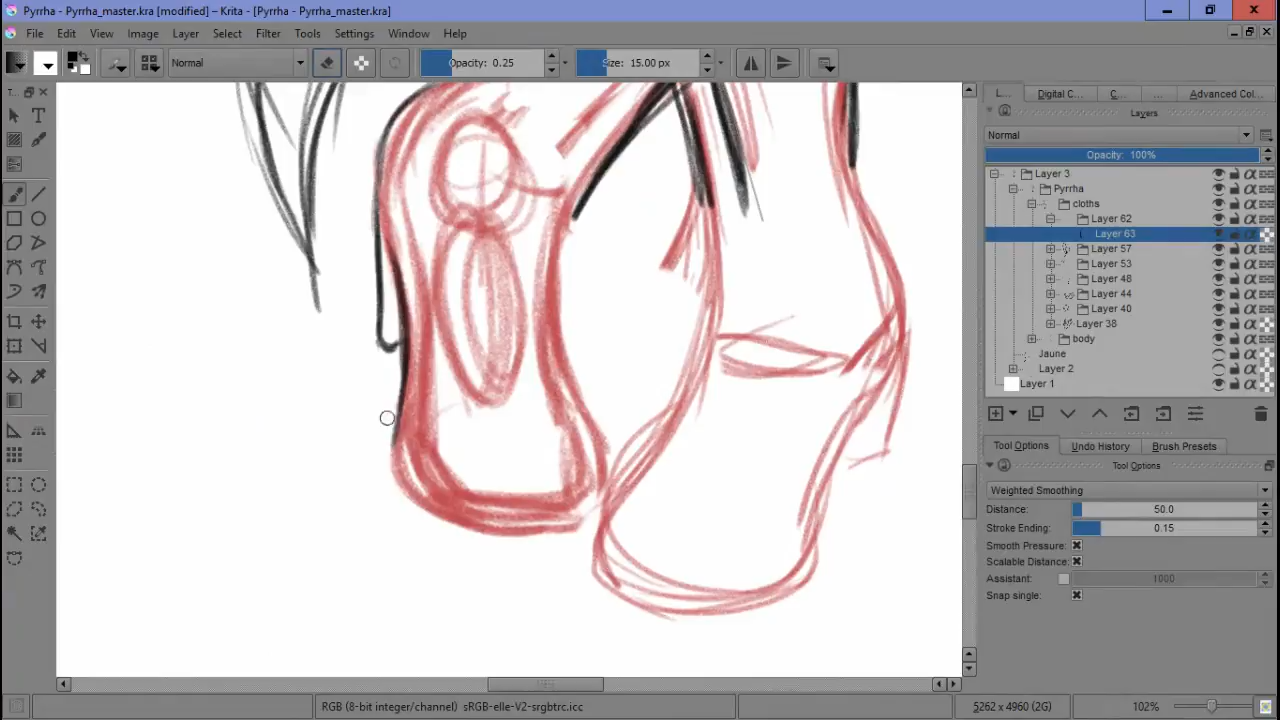 Pyrrha - Pyrrha_master.kra [modified] – Krita - [Pyrrha - Pyrrha_master.kra]
File Edit View Image Layer Select Filter Tools Settings Window Help
Normal
Opacity: 0.25
Size: 15.00 px
T...
L...
Digital C...
C...
...
Advanced Col...
Layers
Normal
Opacity: 100%
Layer 3
Pyrrha
cloths
Layer 62
Layer 63
Layer 57
Layer 53
Layer 48
Layer 44
Layer 40
Layer 38
body
Jaune
Layer 2
Layer 1
Tool Options Undo History Brush Presets
Tool Options
Weighted Smoothing
Distance: 50.0
Stroke Ending: 0.15
Smooth Pressure:
Scalable Distance:
Assistant: 1000
Snap single:
RGB (8-bit integer/channel) sRGB-elle-V2-srgbtrc.icc
5262 x 4960 (2G)
102%